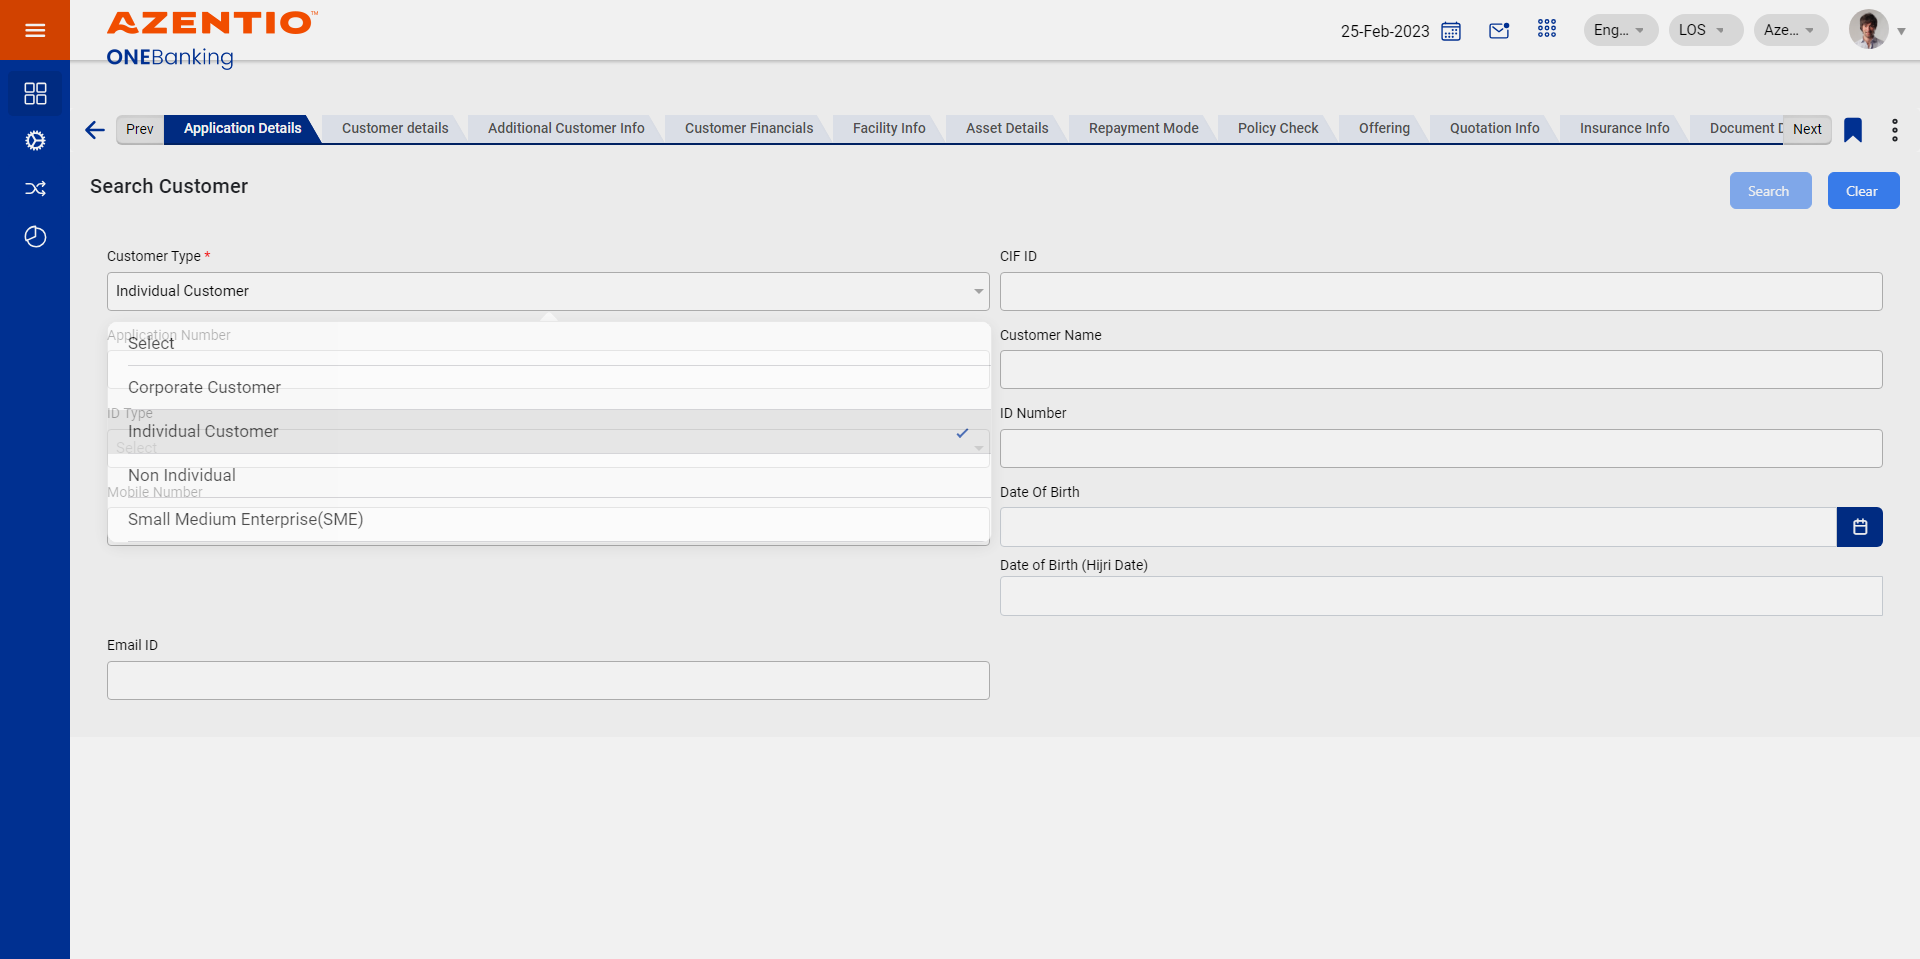 AZENTIO™
ONEBanking
25-Feb-2023
Eng...
LOS
Aze...
Prev
Application Details
Customer details
Additional Customer Info
Customer Financials
Facility Info
Asset Details
Repayment Mode
Policy Check
Offering
Quotation Info
Insurance Info
Document D
Next
Search Customer
Search
Clear
Customer Type *
CIF ID
Individual Customer
Application Number
Select
Customer Name
Corporate Customer
ID Type
ID Number
Individual Customer
Select
Non Individual
Mobile Number
Date Of Birth
Small Medium Enterprise(SME)
Date of Birth (Hijri Date)
Email ID